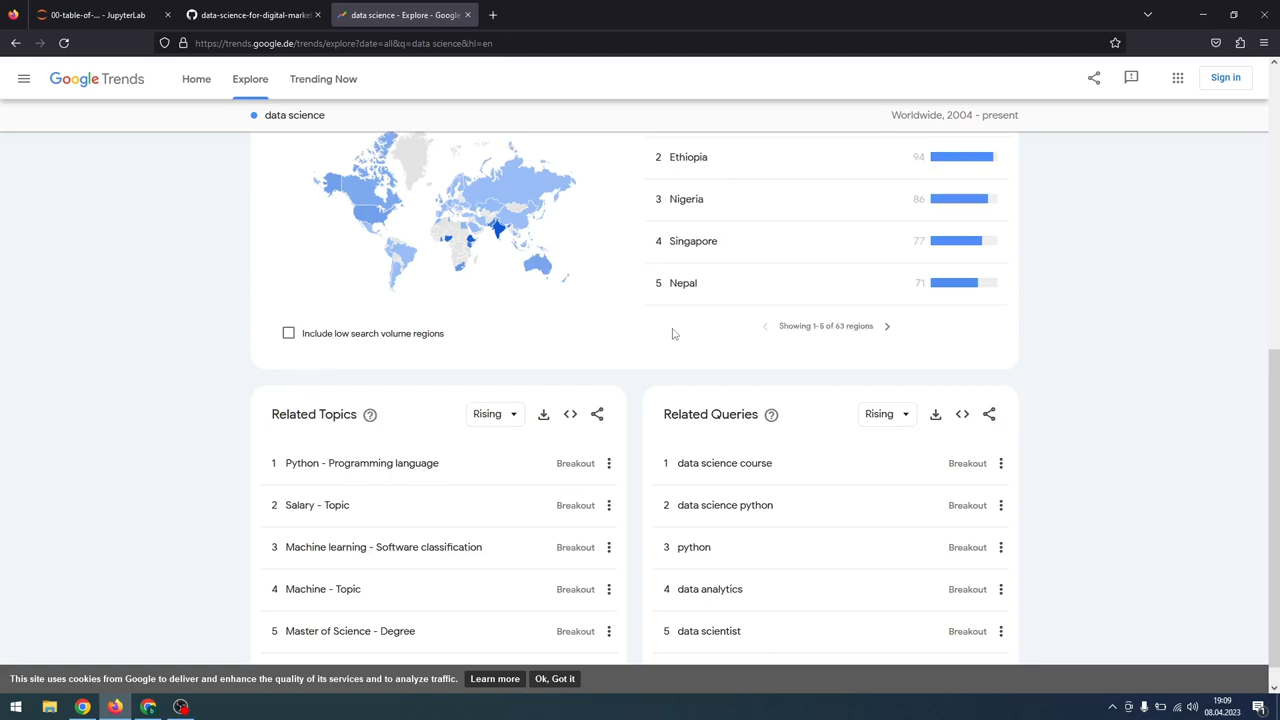 00-table-of-... - JupyterLab
data-science-for-digital-market
data science - Explore - Google
https://trends.google.de/trends/explore?date=all&q=data science&hl=en
Google Trends
Home
Explore
Trending Now
Sign in
data science
Worldwide, 2004 - present
2 Ethiopia 94
3 Nigeria 86
4 Singapore 77
5 Nepal 71
Include low search volume regions
Showing 1-5 of 63 regions
Related Topics
Rising
1 Python - Programming language Breakout
2 Salary - Topic Breakout
3 Machine learning - Software classification Breakout
4 Machine - Topic Breakout
5 Master of Science - Degree Breakout
Related Queries
Rising
1 data science course Breakout
2 data science python Breakout
3 python Breakout
4 data analytics Breakout
5 data scientist Breakout
This site uses cookies from Google to deliver and enhance the quality of its services and to analyze traffic.
Learn more
Ok, Got it
19:09
08.04.2023